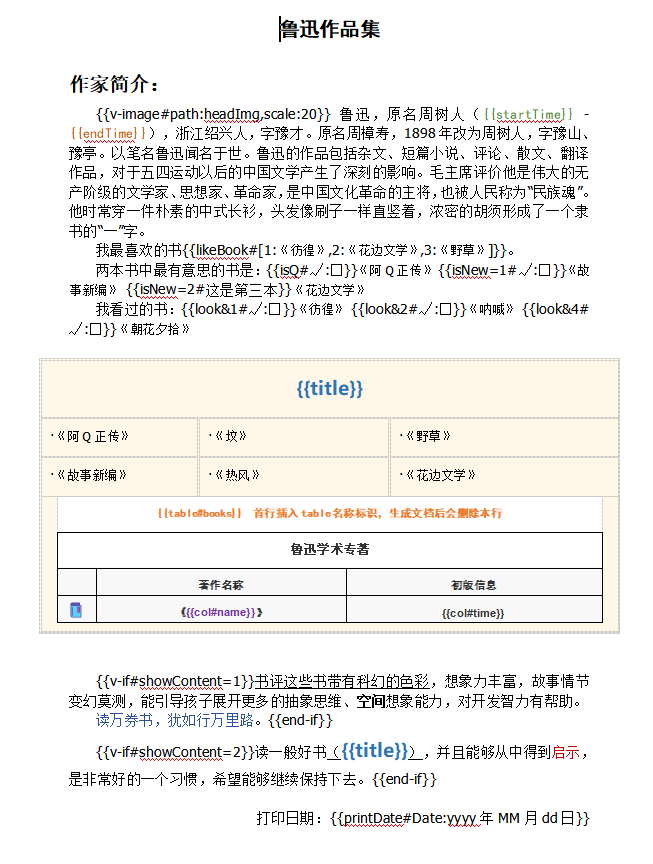 鲁迅作品集
作家简介：
{{v-image#path:headImg,scale:20}} 鲁迅，原名周树人（{{startTime}} -
{{endTime}}），浙江绍兴人，字豫才。原名周樟寿，1898年改为周树人，字豫山、
豫亭。以笔名鲁迅闻名于世。鲁迅的作品包括杂文、短篇小说、评论、散文、翻译
作品，对于五四运动以后的中国文学产生了深刻的影响。毛主席评价他是伟大的无
产阶级的文学家、思想家、革命家，是中国文化革命的主将，也被人民称为“民族魂”。
他时常穿一件朴素的中式长衫，头发像刷子一样直竖着，浓密的胡须形成了一个隶
书的“一”字。
我最喜欢的书{{likeBook#[1:《彷徨》,2:《花边文学》,3:《野草》]}}。
两本书中最有意思的书是：{{isQ#√:□}}《阿Q正传》 {{isNew=1#√:□}}《故
事新编》 {{isNew=2#这是第三本}}《花边文学》
我看过的书：{{look&1#√:□}}《彷徨》 {{look&2#√:□}}《呐喊》 {{look&4#
√:□}}《朝花夕拾》
{{title}}
·《阿Q正传》 ·《坟》 ·《野草》
·《故事新编》 ·《热风》 ·《花边文学》
{{table#books}} 首行插入table名称标识，生成文档后会删除本行
鲁迅学术专著
著作名称 初版信息
《{{col#name}}》 {{col#time}}
{{v-if#showContent=1}}书评这些书带有科幻的色彩，想象力丰富，故事情节
变幻莫测，能引导孩子展开更多的抽象思维、空间想象能力，对开发智力有帮助。
读万券书，犹如行万里路。{{end-if}}
{{v-if#showContent=2}}读一般好书（{{title}}），并且能够从中得到启示，
是非常好的一个习惯，希望能够继续保持下去。{{end-if}}
打印日期：{{printDate#Date:yyyy年MM月dd日}}